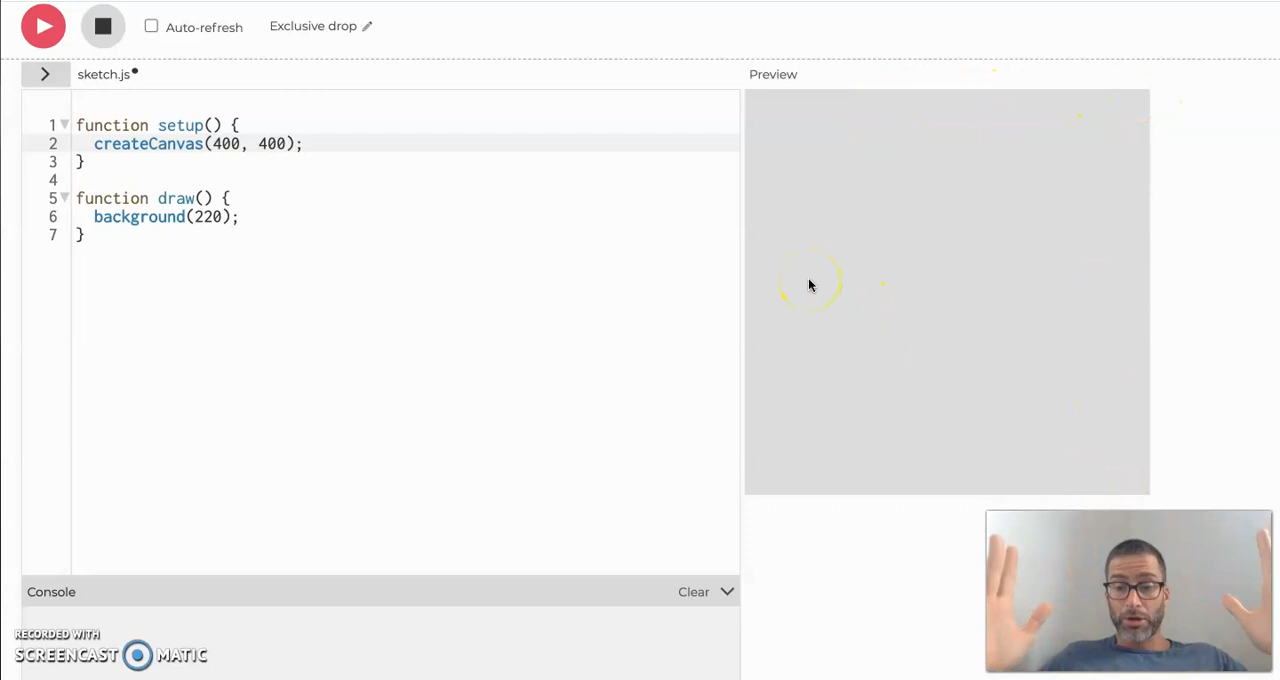 Auto-refresh Exclusive drop
sketch.js
Preview
1 function setup() {
2 createCanvas(400, 400);
3 }
4
5 function draw() {
6 background(220);
7 }
Console Clear
RECORDED WITH
SCREENCAST MATIC